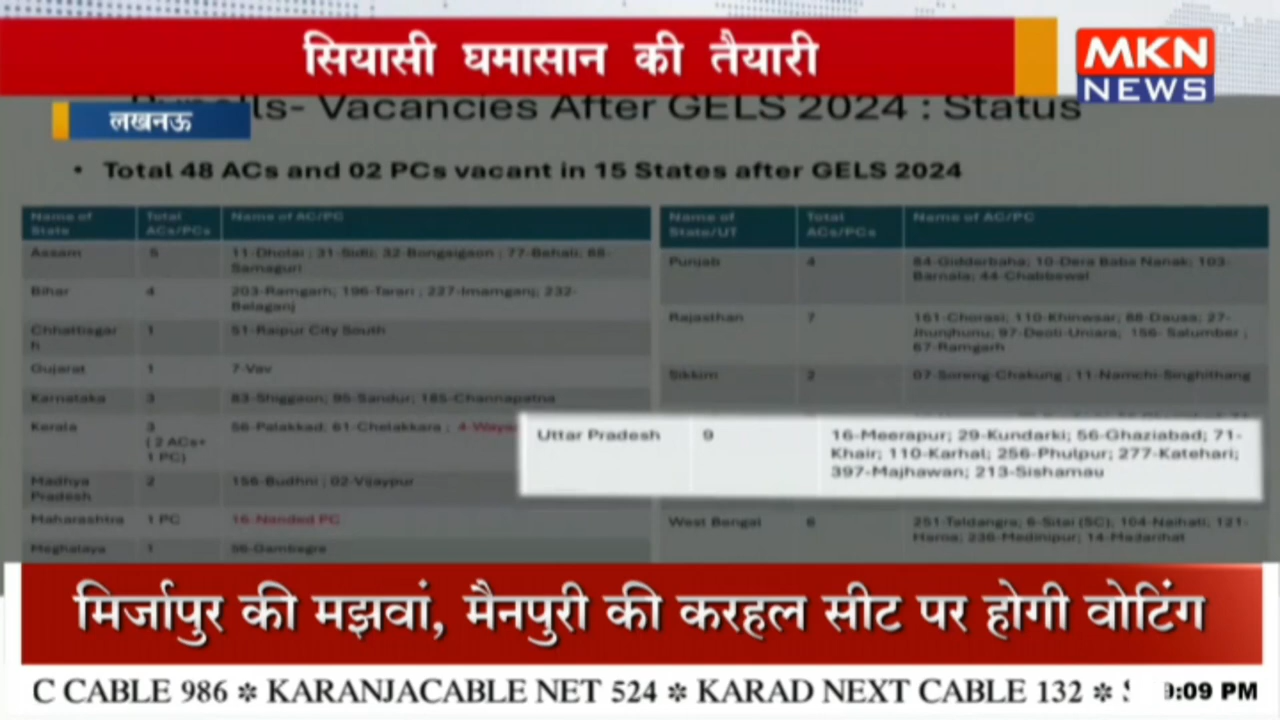 सियासी घमासान की तैयारी
MKN
NEWS
लखनऊ
Vacancies After GELS 2024 : Status
• Total 48 ACs and 02 PCs vacant in 15 States after GELS 2024
Name of State
Total ACs/PCs
Name of AC/PC
Assam
5
11-Dholai ; 31-Sidli; 32-Bongaigaon ; 77-Behali; 88-
Samaguri
Bihar
4
203-Ramgarh; 196-Tarari ; 227-Imamganj; 232-
Belaganj
Chhattisgar
h
1
51-Raipur City South
Gujarat
1
7-Vav
Karnataka
3
83-Shiggaon; 95-Sandur; 185-Channapatna
Kerala
3
( 2 ACs+
1 PC)
56-Palakkad; 61-Chelakkara ;
Madhya
Pradesh
2
156-Budhni ; 02-Vijaypur
Maharashtra
1 PC
16-Nanded PC
Meghalaya
1
56-Gambegre
Name of
State/UT
Total
ACs/PCs
Name of AC/PC
Punjab
4
84-Gidderbaha; 10-Dera Baba Nanak; 103-
Barnala; 44-Chabbewal
Rajasthan
7
161-Chorasi; 110-Khinwsar; 88-Dausa; 27-
Jhunjhunu; 97-Deoli-Uniara; 156- Salumber ;
67-Ramgarh
Sikkim
2
07-Soreng-Chakung ; 11-Namchi-Singhithang
Uttar Pradesh
9
16-Meerapur; 29-Kundarki; 56-Ghaziabad; 71-
Khair; 110-Karhal; 256-Phulpur; 277-Katehari;
397-Majhawan; 213-Sishamau
West Bengal
6
251-Taldangra; 6-Sitai (SC); 104-Naihati; 121-
Haroa; 236-Medinipur; 14-Madarihat
मिर्जापुर की मझवां, मैनपुरी की करहल सीट पर होगी वोटिंग
C CABLE 986 ✲ KARANJACABLE NET 524 ✲ KARAD NEXT CABLE 132 ✲
9:09 PM